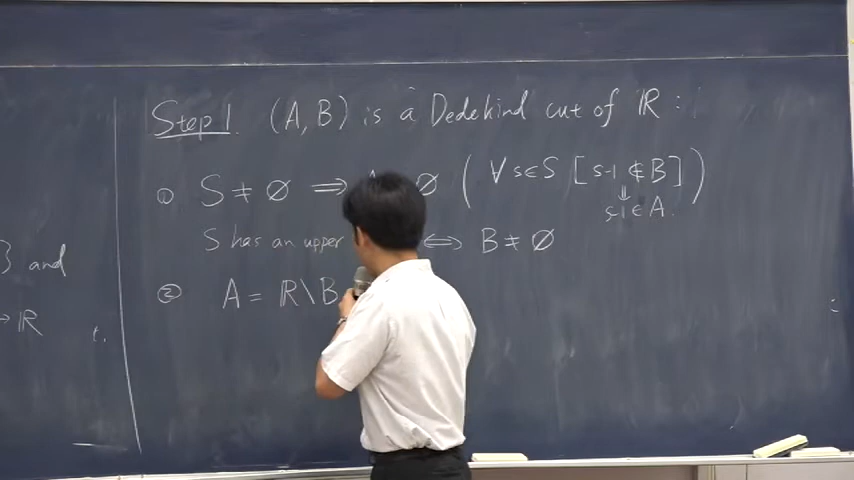 } and
→ ℝ
t.
Step 1. (A, B) is a Dedekind cut of ℝ :
① S ≠ ∅ ⟹ A ≠ ∅ ( ∀s∈S [s-1 ∉ B] )
⇓
s-1 ∈ A.
S has an upper ⟺ B ≠ ∅
② A = ℝ \ B